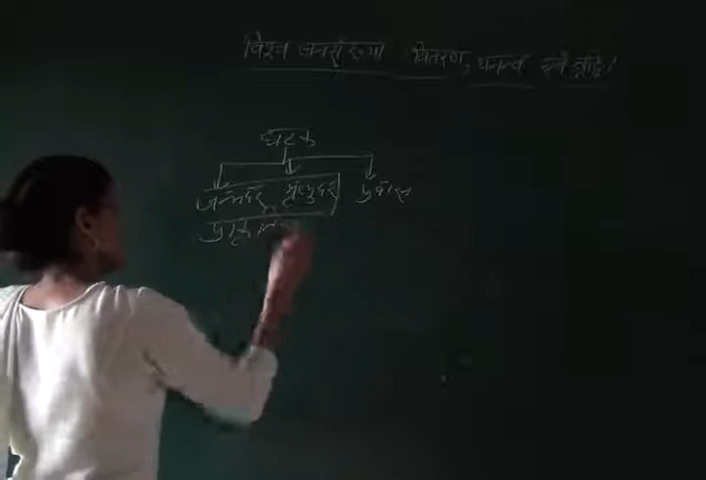 विश्व जनसंख्या वितरण, घनत्व एवं वृद्धि।
घटक
जन्मदर मृत्युदर प्रवास